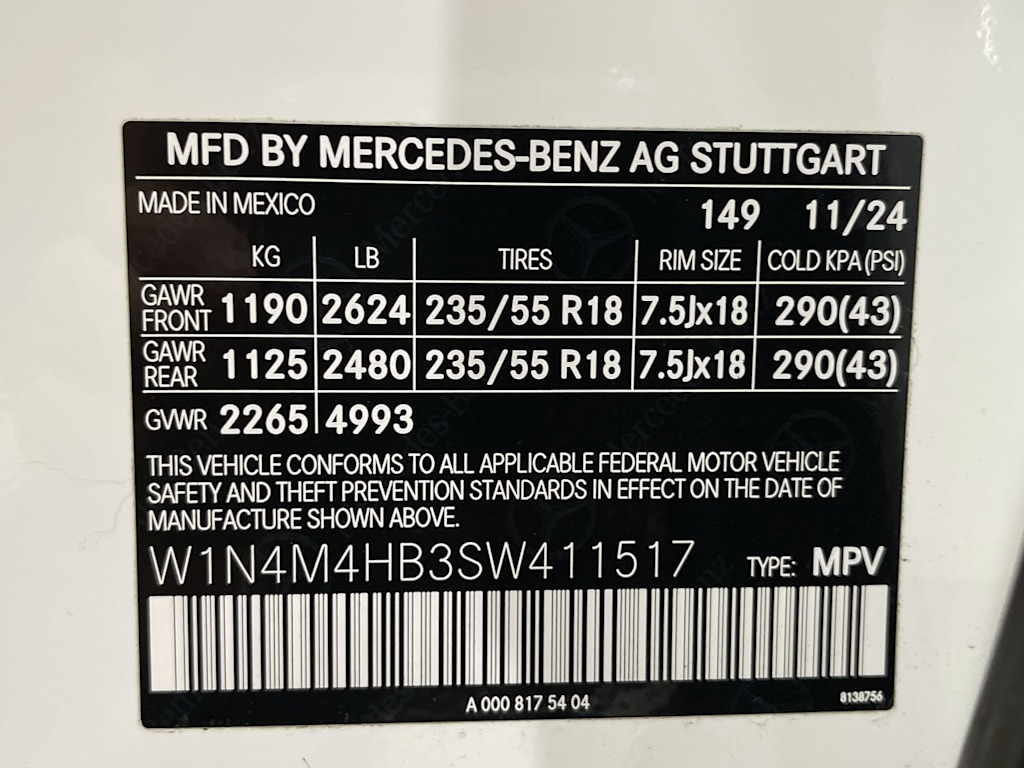 MFD BY MERCEDES-BENZ AG STUTTGART
MADE IN MEXICO 149 11/24
KG LB TIRES RIM SIZE COLD KPA (PSI)
GAWR FRONT 1190 2624 235/55 R18 7.5Jx18 290(43)
GAWR REAR 1125 2480 235/55 R18 7.5Jx18 290(43)
GVWR 2265 4993
THIS VEHICLE CONFORMS TO ALL APPLICABLE FEDERAL MOTOR VEHICLE
SAFETY AND THEFT PREVENTION STANDARDS IN EFFECT ON THE DATE OF
MANUFACTURE SHOWN ABOVE.
W1N4M4HB3SW411517 TYPE: MPV
A 000 817 54 04 8138756